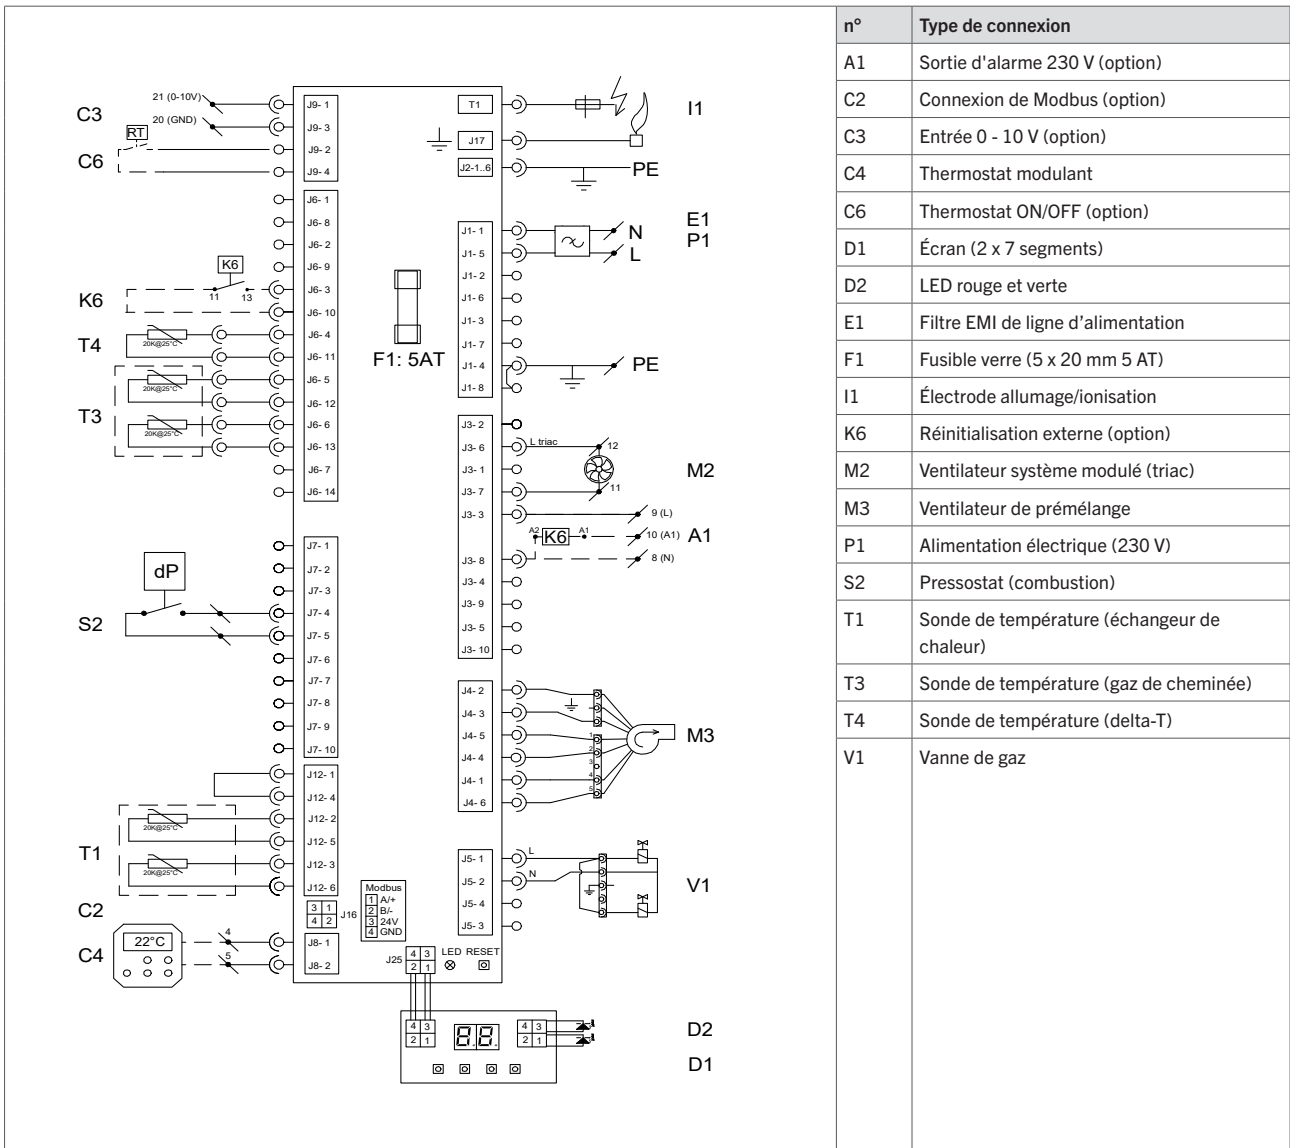 21 (0-10V)
C3
20 (GND)
RT
C6
K6
11 13
K6
T4
20K@25°C
20K@25°C
T3
20K@25°C
dP
S2
20K@25°C
T1
20K@25°C
C2
22°C
4
C4
5
J9- 1
J9- 3
J9- 2
J9- 4
J6- 1
J6- 8
J6- 2
J6- 9
J6- 3
J6- 10
J6- 4
J6- 11
J6- 5
J6- 12
J6- 6
J6- 13
J6- 7
J6- 14
J7- 1
J7- 2
J7- 3
J7- 4
J7- 5
J7- 6
J7- 7
J7- 8
J7- 9
J7- 10
J12- 1
J12- 4
J12- 2
J12- 5
J12- 3
J12- 6
3 1
4 2
J16
Modbus
1 A/+
2 B/-
3 24V
4 GND
J8- 1
J8- 2
F1: 5AT
J25
4 3
2 1
LED RESET
T1
J17
J2-1..6
J1- 1
J1- 5
J1- 2
J1- 6
J1- 3
J1- 7
J1- 4
J1- 8
J3- 2
J3- 6
J3- 1
J3- 7
J3- 3
J3- 8
J3- 4
J3- 9
J3- 5
J3- 10
J4- 2
J4- 3
J4- 5
J4- 4
J4- 1
J4- 6
J5- 1
J5- 2
J5- 4
J5- 3
I1
PE
E1
N
P1
L
PE
L triac
12
M2
11
9 (L)
A2 K6 A1
10 (A1)
A1
8 (N)
1
2
3
4
5
M3
L
N
V1
4 3
2 1
8.8.
4 3
2 1
D2
D1
n° Type de connexion
A1 Sortie d'alarme 230 V (option)
C2 Connexion de Modbus (option)
C3 Entrée 0 - 10 V (option)
C4 Thermostat modulant
C6 Thermostat ON/OFF (option)
D1 Écran (2 x 7 segments)
D2 LED rouge et verte
E1 Filtre EMI de ligne d’alimentation
F1 Fusible verre (5 x 20 mm 5 AT)
I1 Électrode allumage/ionisation
K6 Réinitialisation externe (option)
M2 Ventilateur système modulé (triac)
M3 Ventilateur de prémélange
P1 Alimentation électrique (230 V)
S2 Pressostat (combustion)
T1 Sonde de température (échangeur de
chaleur)
T3 Sonde de température (gaz de cheminée)
T4 Sonde de température (delta-T)
V1 Vanne de gaz